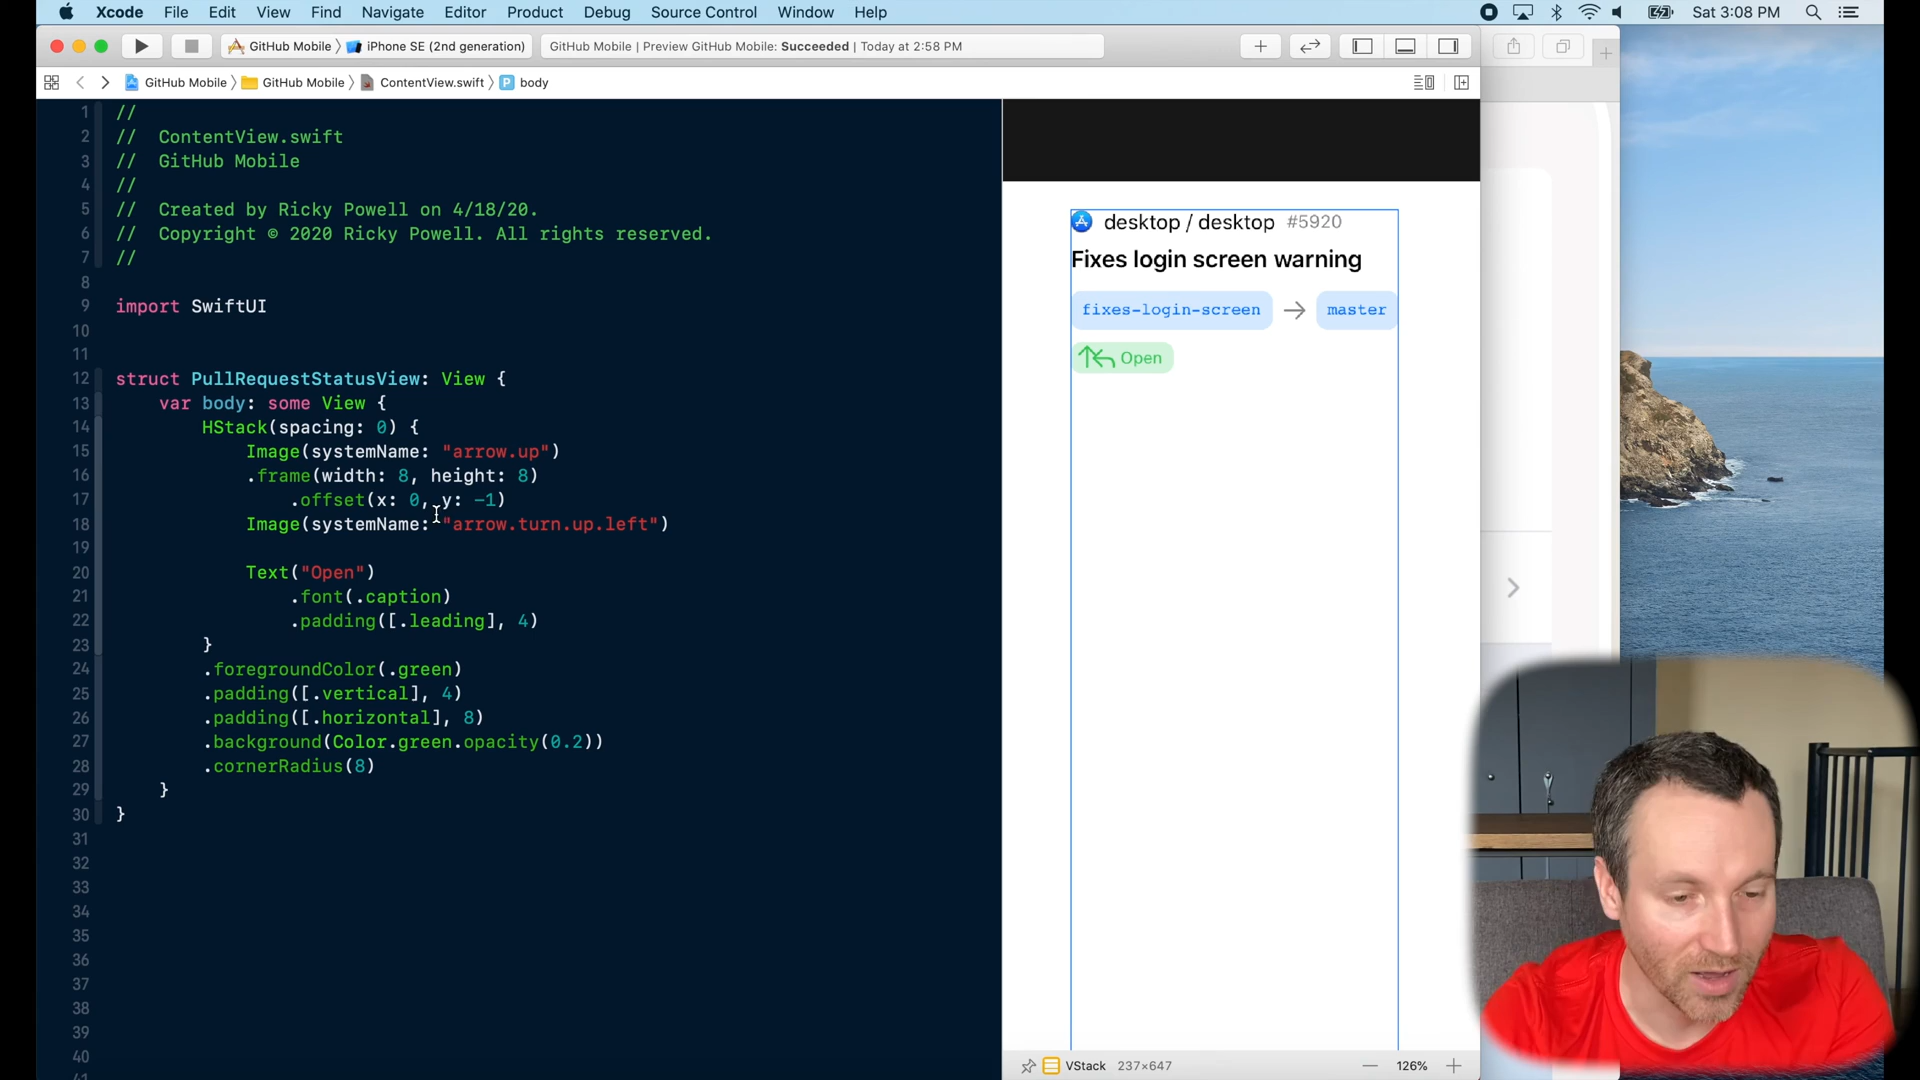 Xcode File Edit View Find Navigate Editor Product Debug Source Control Window Help Sat 3:08 PM
GitHub Mobile iPhone SE (2nd generation) GitHub Mobile | Preview GitHub Mobile: Succeeded | Today at 2:58 PM
GitHub Mobile GitHub Mobile ContentView.swift P body
1 //
2 // ContentView.swift
3 // GitHub Mobile
4 //
5 // Created by Ricky Powell on 4/18/20.
6 // Copyright © 2020 Ricky Powell. All rights reserved.
7 //
8
9 import SwiftUI
10
11
12 struct PullRequestStatusView: View {
13 var body: some View {
14 HStack(spacing: 0) {
15 Image(systemName: "arrow.up")
16 .frame(width: 8, height: 8)
17 .offset(x: 0, y: -1)
18 Image(systemName: "arrow.turn.up.left")
19
20 Text("Open")
21 .font(.caption)
22 .padding([.leading], 4)
23 }
24 .foregroundColor(.green)
25 .padding([.vertical], 4)
26 .padding([.horizontal], 8)
27 .background(Color.green.opacity(0.2))
28 .cornerRadius(8)
29 }
30 }
31
32
33
34
35
36
37
38
39
40
41
desktop / desktop #5920
Fixes login screen warning
fixes-login-screen → master
Open
VStack 237×647 126%